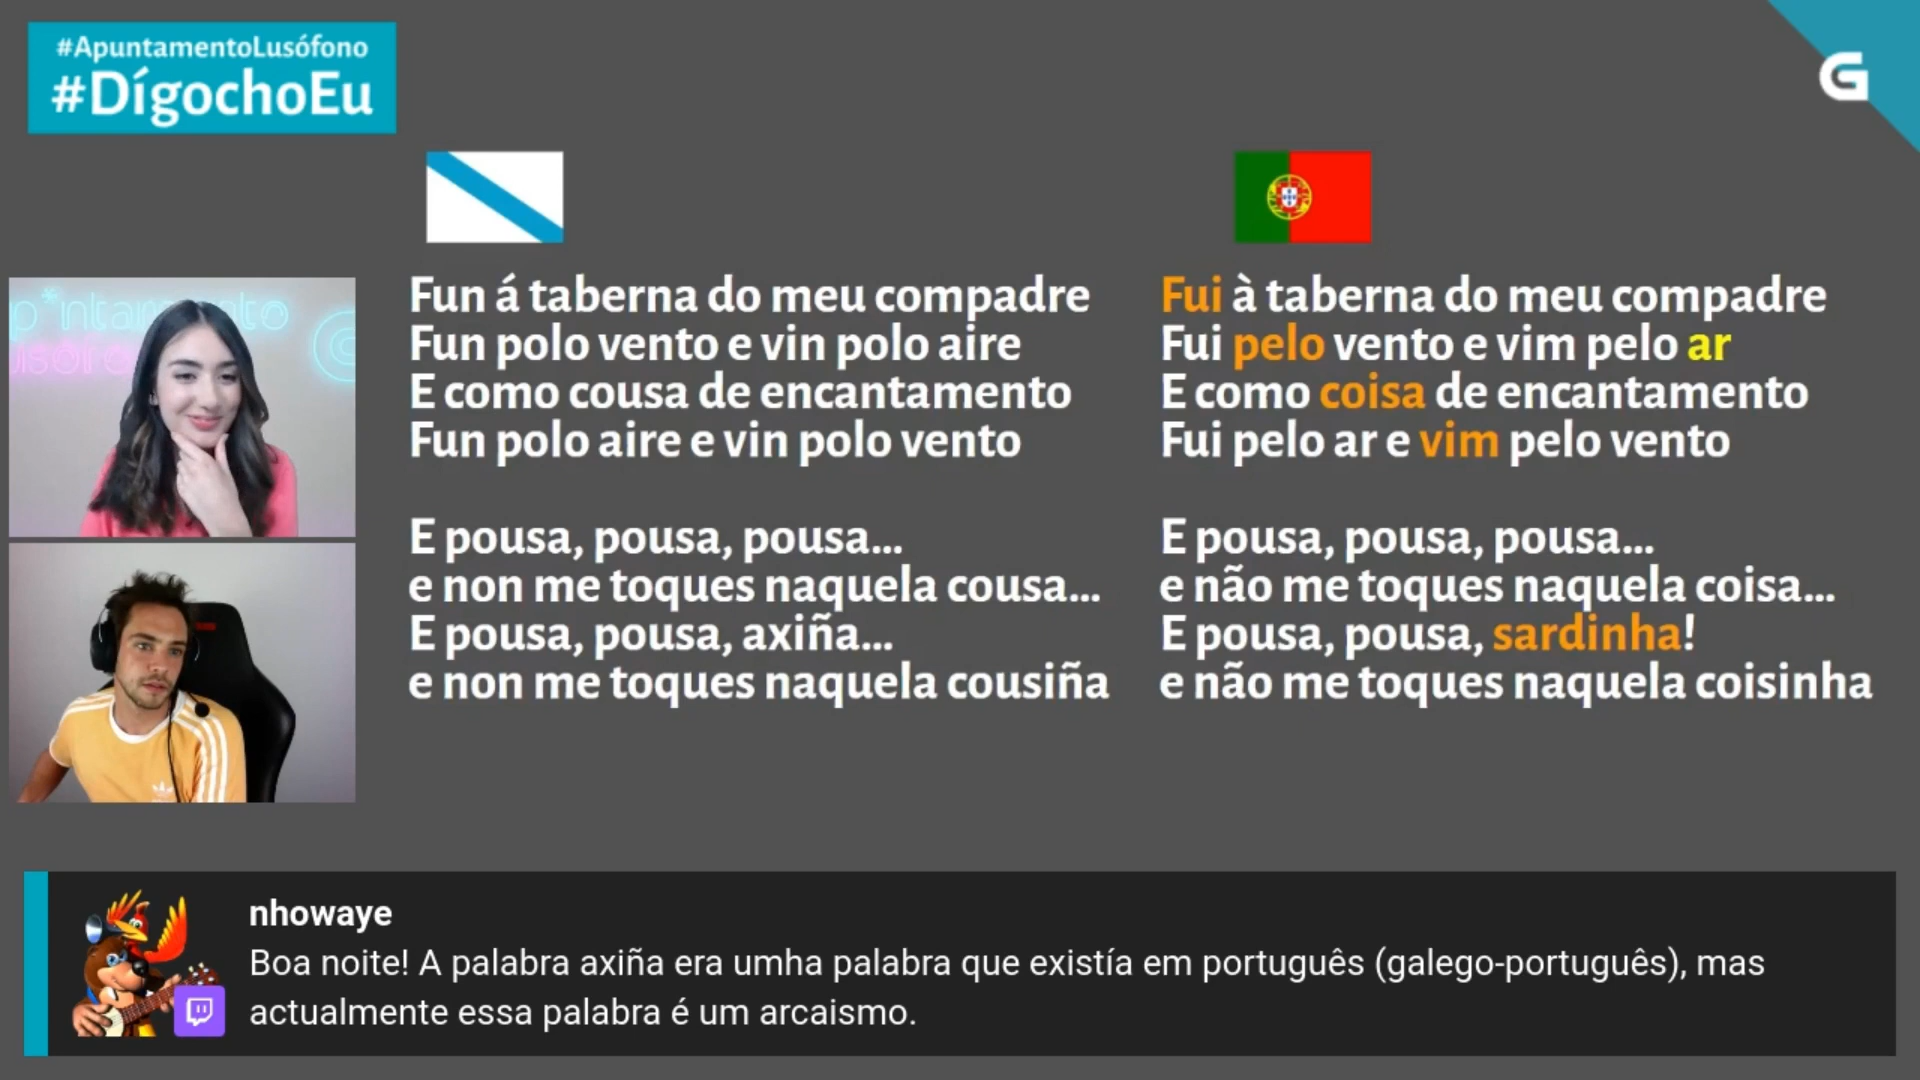 #ApuntamentoLusófono
#DígochoEu
G
Fun á taberna do meu compadre
Fun polo vento e vin polo aire
E como cousa de encantamento
Fun polo aire e vin polo vento
E pousa, pousa, pousa...
e non me toques naquela cousa...
E pousa, pousa, axiña...
e non me toques naquela cousiña
Fui à taberna do meu compadre
Fui pelo vento e vim pelo ar
E como coisa de encantamento
Fui pelo ar e vim pelo vento
E pousa, pousa, pousa...
e não me toques naquela coisa...
E pousa, pousa, sardinha!
e não me toques naquela coisinha
nhowaye
Boa noite! A palabra axiña era umha palabra que existía em português (galego-português), mas
actualmente essa palabra é um arcaismo.